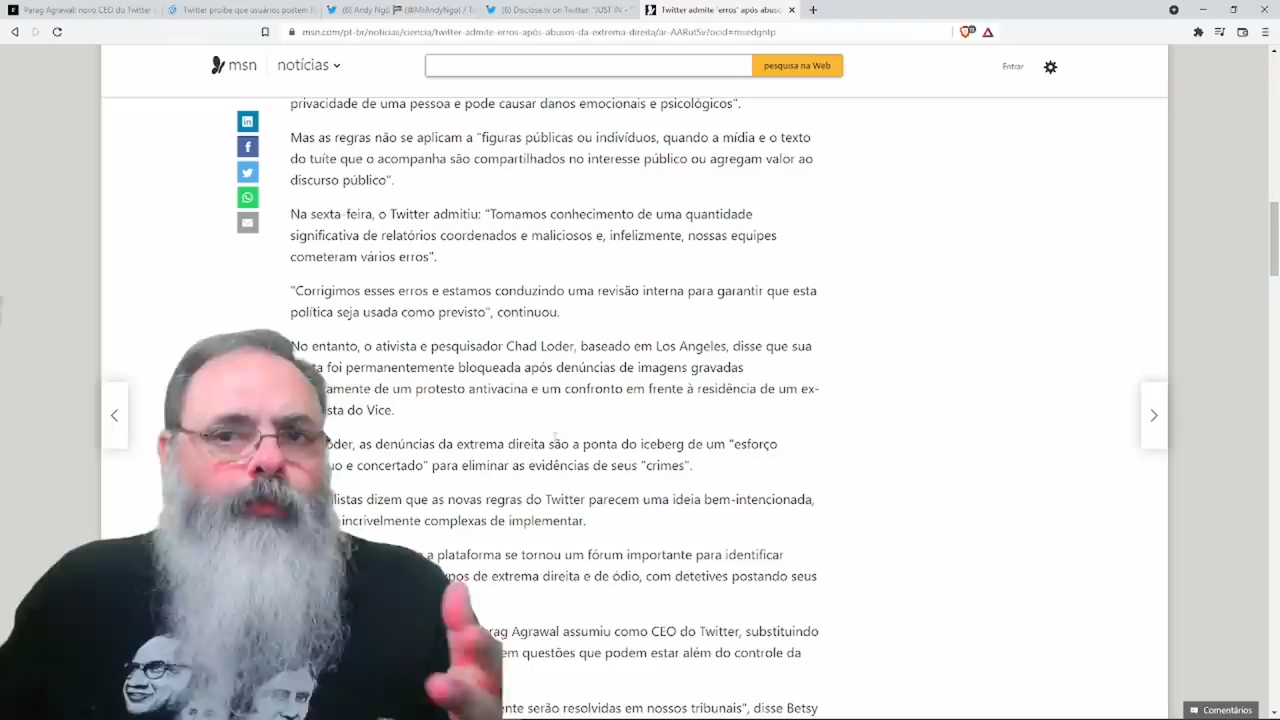 Parag Agrawal: novo CEO do Twitter
Twitter proíbe que usuários postem f
(6) Andy Ngô (@MrAndyNgo) / Tw
(6) Disclose.tv on Twitter: "JUST IN -
Twitter admite 'erros' após abuso
msn.com/pt-br/noticias/ciencia/twitter-admite-erros-após-abusos-da-extrema-direita/ar-AARutSv?ocid=msedgntp
msn
notícias
pesquisa na Web
Entrar
privacidade de uma pessoa e pode causar danos emocionais e psicológicos".
Mas as regras não se aplicam a "figuras públicas ou indivíduos, quando a mídia e o texto
do tuíte que o acompanha são compartilhados no interesse público ou agregam valor ao
discurso público".
Na sexta-feira, o Twitter admitiu: "Tomamos conhecimento de uma quantidade
significativa de relatórios coordenados e maliciosos e, infelizmente, nossas equipes
cometeram vários erros".
"Corrigimos esses erros e estamos conduzindo uma revisão interna para garantir que esta
política seja usada como previsto", continuou.
No entanto, o ativista e pesquisador Chad Loder, baseado em Los Angeles, disse que sua
foi permanentemente bloqueada após denúncias de imagens gravadas
amente de um protesto antivacina e um confronto em frente à residência de um ex-
ista do Vice.
oder, as denúncias da extrema direita são a ponta do iceberg de um "esforço
uo e concertado" para eliminar as evidências de seus "crimes".
listas dizem que as novas regras do Twitter parecem uma ideia bem-intencionada,
incrivelmente complexas de implementar.
a plataforma se tornou um fórum importante para identificar
pos de extrema direita e de ódio, com detetives postando seus
rag Agrawal assumiu como CEO do Twitter, substituindo
em questões que podem estar além do controle da
nte serão resolvidas em nossos tribunais", disse Betsy
Comentários